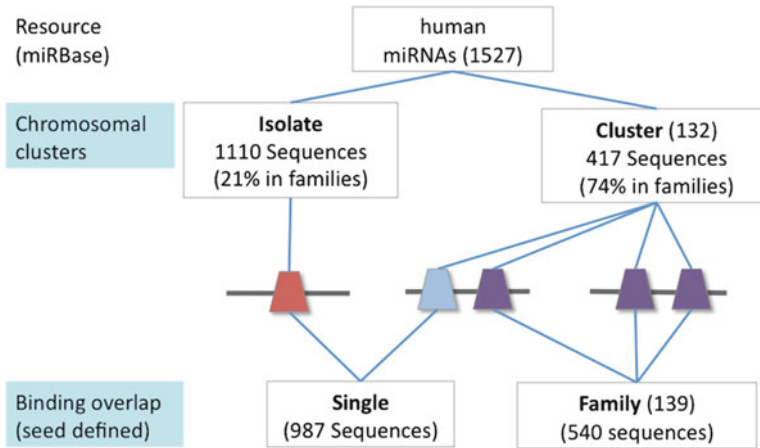 Resource
(miRBase)
human
miRNAs (1527)
Chromosomal
clusters
Isolate
1110 Sequences
(21% in families)
Cluster (132)
417 Sequences
(74% in families)
Binding overlap
(seed defined)
Single
(987 Sequences)
Family (139)
(540 sequences)